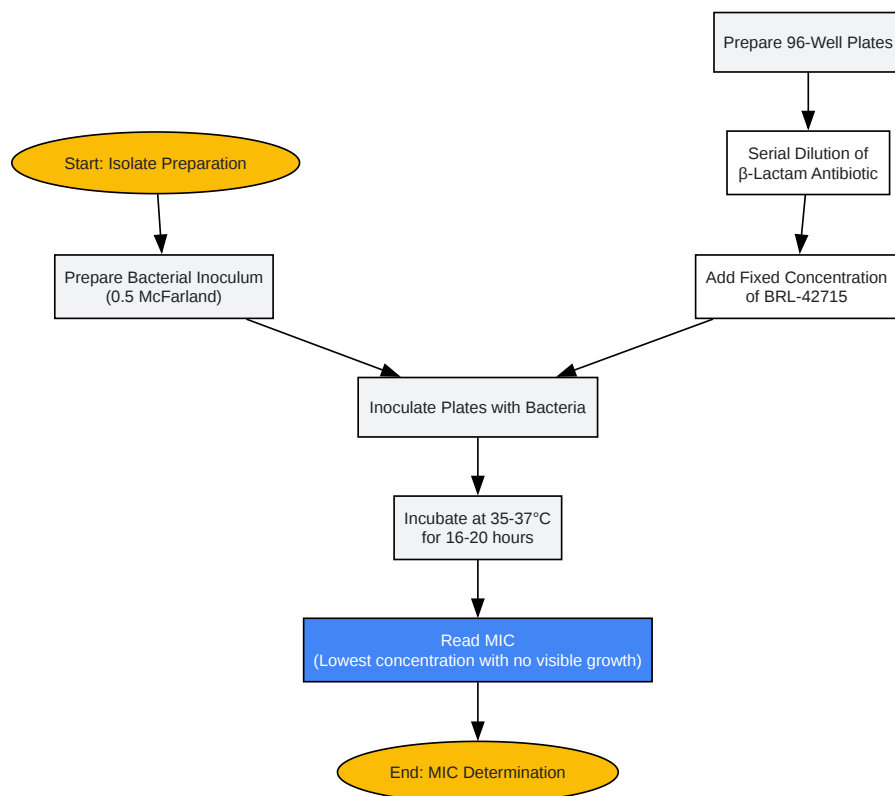 Prepare 96-Well Plates
Start: Isolate Preparation
Serial Dilution of
β-Lactam Antibiotic
Prepare Bacterial Inoculum
(0.5 McFarland)
Add Fixed Concentration
of BRL-42715
Inoculate Plates with Bacteria
Incubate at 35-37°C
for 16-20 hours
Read MIC
(Lowest concentration with no visible growth)
End: MIC Determination